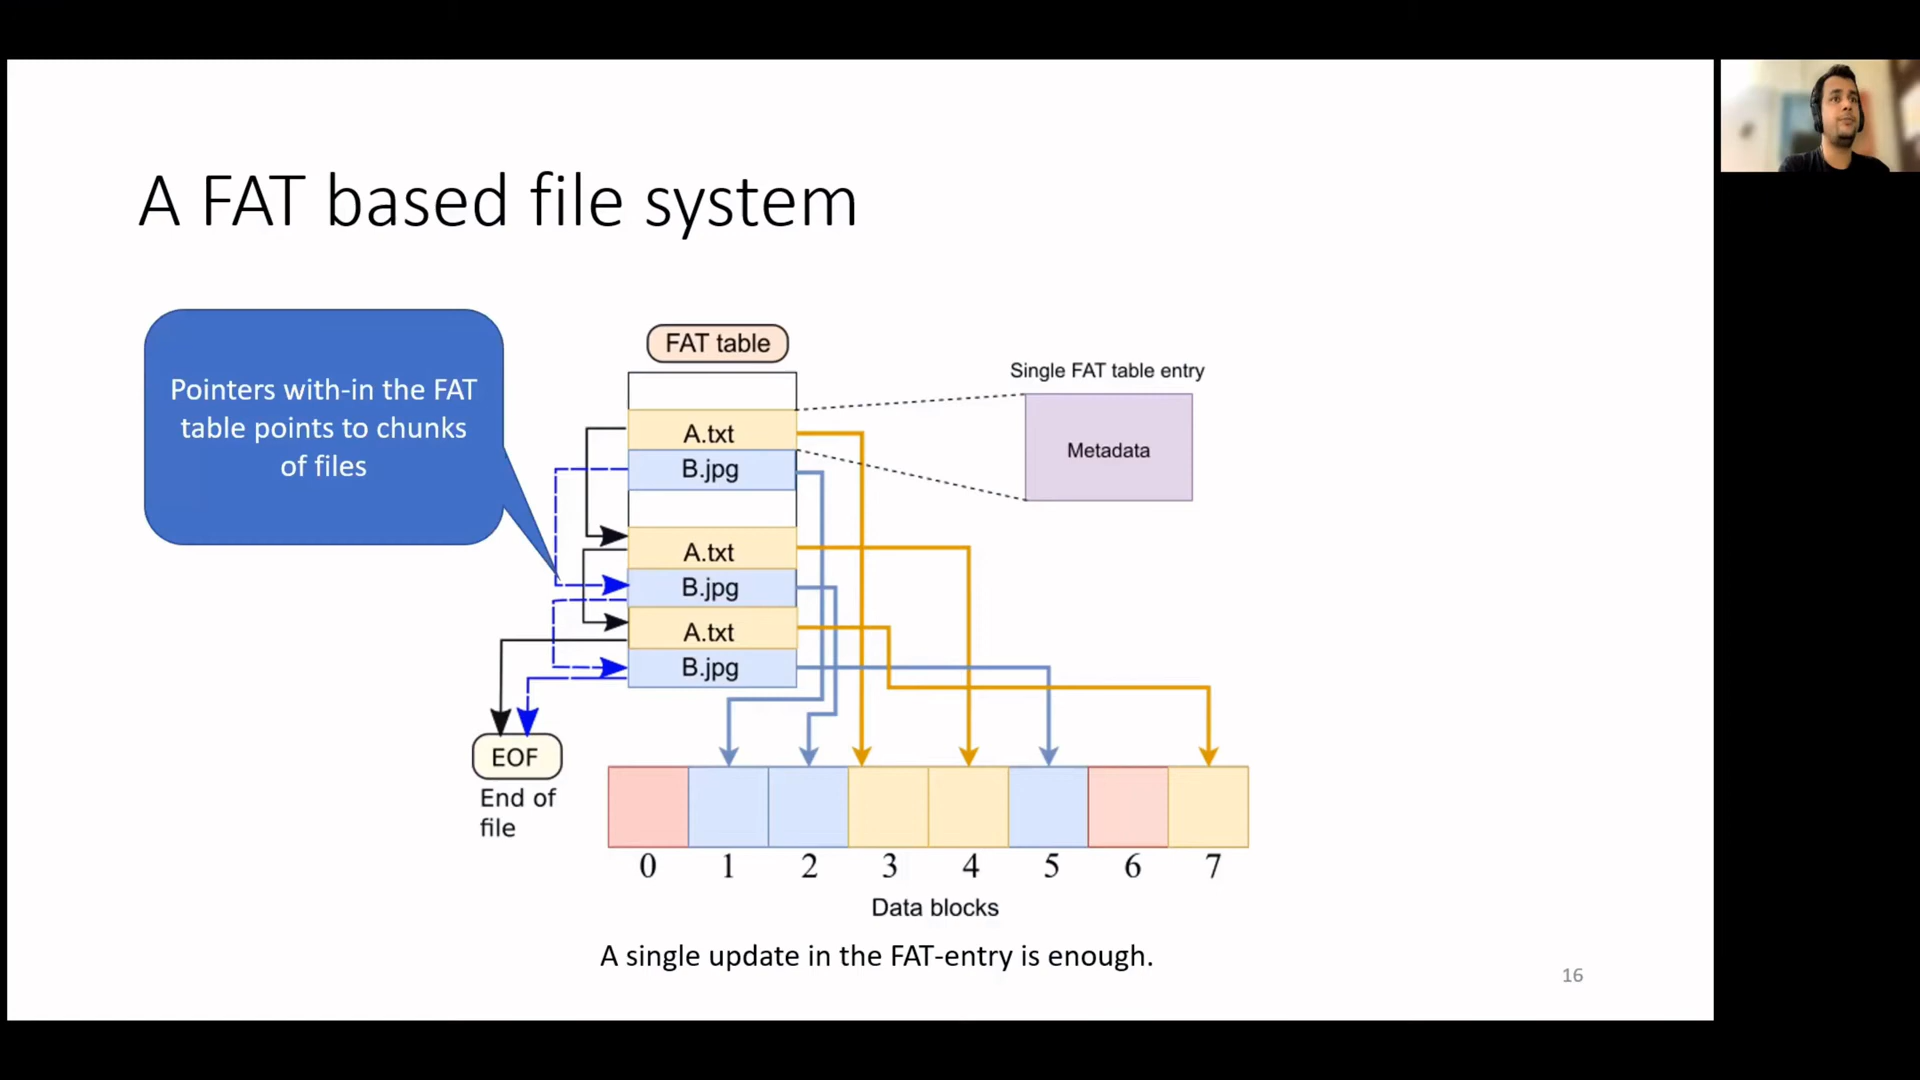 A FAT based file system
Pointers with-in the FAT
table points to chunks
of files
FAT table
Single FAT table entry
A.txt
Metadata
B.jpg
A.txt
B.jpg
A.txt
B.jpg
EOF
End of
file
0 1 2 3 4 5 6 7
Data blocks
A single update in the FAT-entry is enough.
16